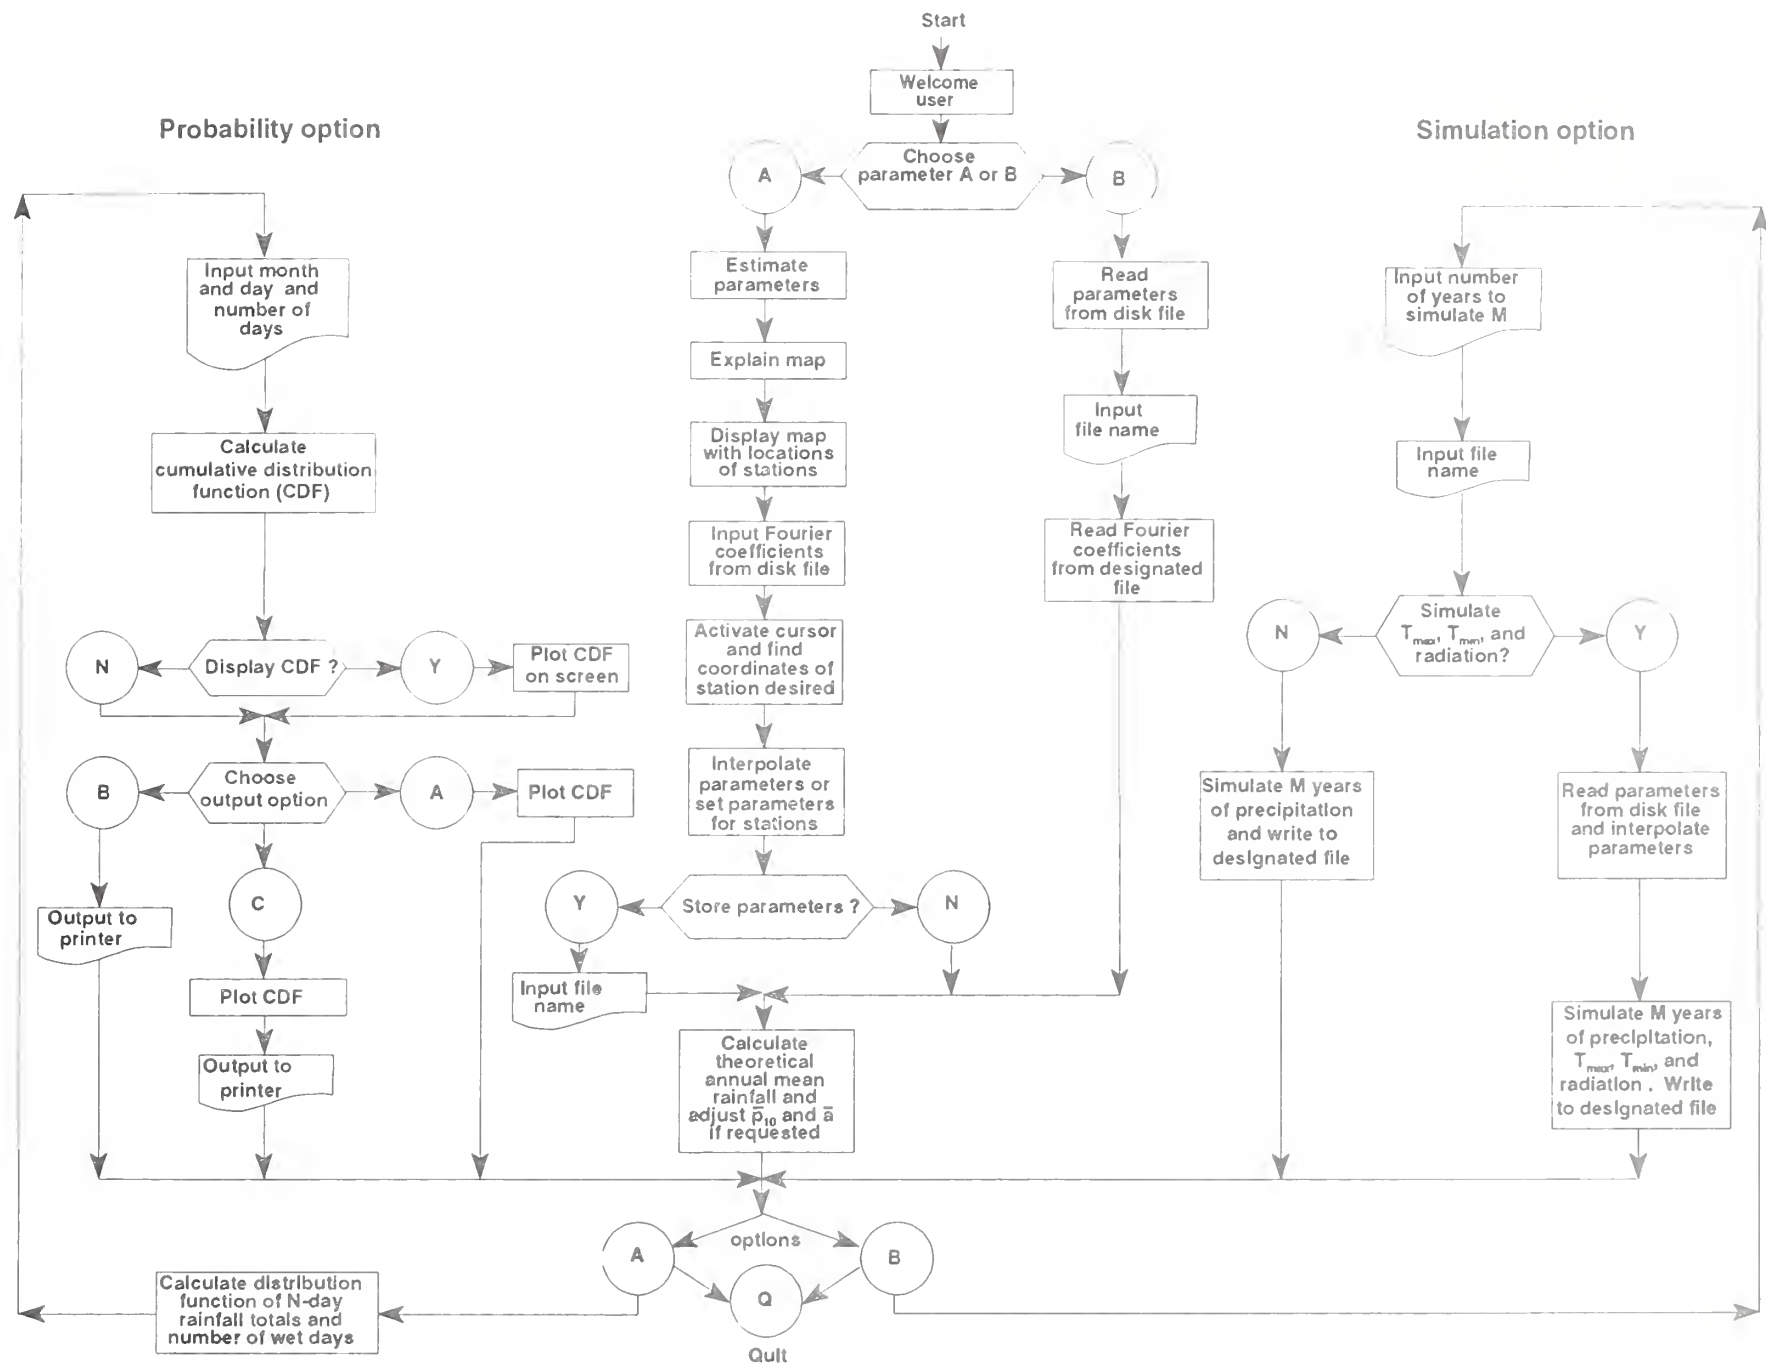 Start
Welcome
user
Probability option
Simulation option
Choose
parameter A or B
A
B
Input month
and day and
number of
days
Calculate
cumulative distribution
function (CDF)
N
Display CDF ?
Y
Plot CDF
on screen
B
Choose
output option
A
Plot CDF
C
Output to
printer
Plot CDF
Output to
printer
Estimate
parameters
Explain map
Display map
with locations
of stations
Input Fourier
coefficients
from disk file
Activate cursor
and find
coordinates of
station desired
Interpolate
parameters or
set parameters
for stations
Y
Store parameters ?
N
Input file
name
Calculate
theoretical
annual mean
rainfall and
adjust p̅₁₀ and a̅
if requested
Read
parameters
from disk file
Input
file name
Read Fourier
coefficients
from designated
file
Input number
of years to
simulate M
Input file
name
N
Simulate
Tmax, Tmin, and
radiation?
Y
Simulate M years
of precipitation
and write to
designated file
Read parameters
from disk file
and interpolate
parameters
Simulate M years
of precipitation,
Tmax, Tmin, and
radiation . Write
to designated file
A
options
B
Q
Quit
Calculate distribution
function of N-day
rainfall totals and
number of wet days